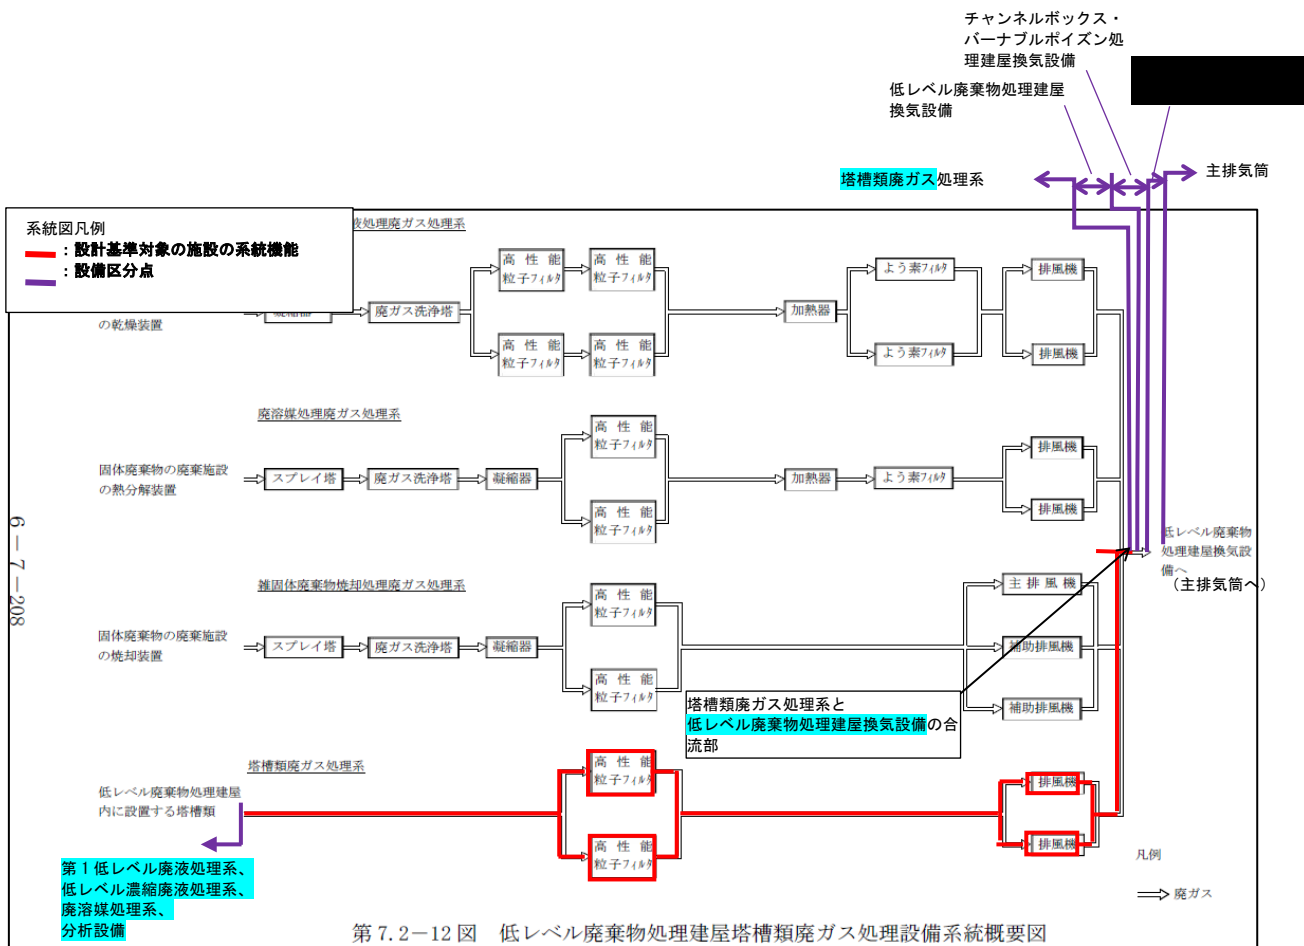 チャンネルボックス・
バーナブルポイズン処
理建屋換気設備
低レベル廃棄物処理建屋
換気設備
塔槽類廃ガス処理系
主排気筒
系統図凡例
：設計基準対象の施設の系統機能
：設備区分点
液処理廃ガス処理系
の乾燥装置
凝縮器
廃ガス洗浄塔
高性能
粒子フィルタ
高性能
粒子フィルタ
高性能
粒子フィルタ
高性能
粒子フィルタ
加熱器
よう素フィルタ
よう素フィルタ
排風機
排風機
廃溶媒処理廃ガス処理系
固体廃棄物の廃棄施設
の熱分解装置
スプレイ塔
廃ガス洗浄塔
凝縮器
高性能
粒子フィルタ
高性能
粒子フィルタ
加熱器
よう素フィルタ
排風機
排風機
低レベル廃棄物
処理建屋換気設
備へ
（主排気筒へ）
6－7－208
雑固体廃棄物焼却処理廃ガス処理系
固体廃棄物の廃棄施設
の焼却装置
スプレイ塔
廃ガス洗浄塔
凝縮器
高性能
粒子フィルタ
高性能
粒子フィルタ
主排風機
補助排風機
補助排風機
塔槽類廃ガス処理系と
低レベル廃棄物処理建屋換気設備の合
流部
塔槽類廃ガス処理系
低レベル廃棄物処理建屋
内に設置する塔槽類
高性能
粒子フィルタ
高性能
粒子フィルタ
排風機
排風機
第1低レベル廃液処理系、
低レベル濃縮廃液処理系、
廃溶媒処理系、
分析設備
凡例
廃ガス
第7.2－12図　低レベル廃棄物処理建屋塔槽類廃ガス処理設備系統概要図